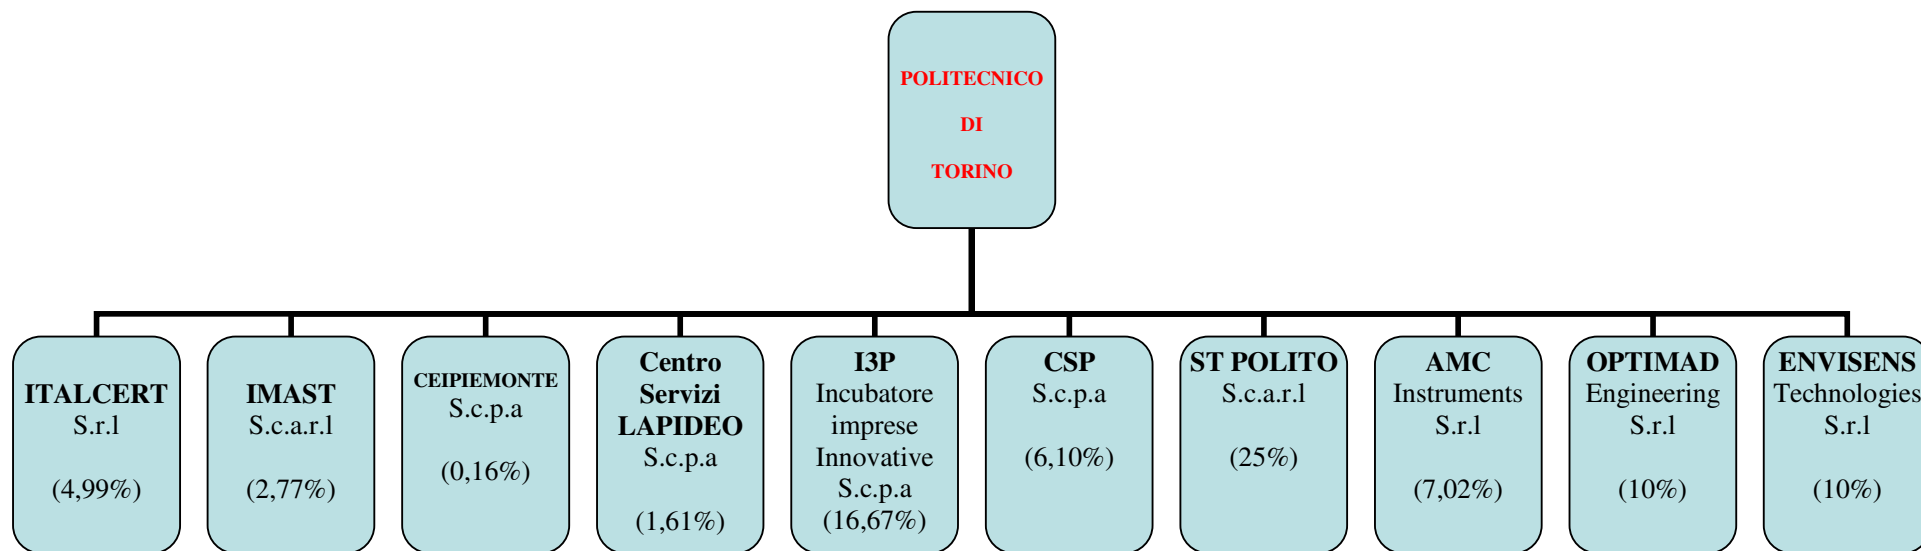 POLITECNICO
DI
TORINO
ITALCERT
S.r.l
(4,99%)
IMAST
S.c.a.r.l
(2,77%)
CEIPIEMONTE
S.c.p.a
(0,16%)
Centro
Servizi
LAPIDEO
S.c.p.a
(1,61%)
I3P
Incubatore
imprese
Innovative
S.c.p.a
(16,67%)
CSP
S.c.p.a
(6,10%)
ST POLITO
S.c.a.r.l
(25%)
AMC
Instruments
S.r.l
(7,02%)
OPTIMAD
Engineering
S.r.l
(10%)
ENVISENS
Technologies
S.r.l
(10%)